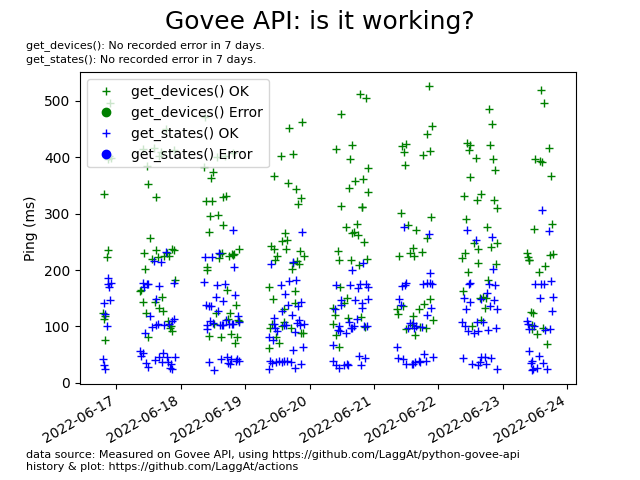 Govee API: is it working?
get_devices(): No recorded error in 7 days.
get_states(): No recorded error in 7 days.
get_devices() OK
get_devices() Error
get_states() OK
get_states() Error
Ping (ms)
500
400
300
200
100
0
2022-06-17
2022-06-18
2022-06-19
2022-06-20
2022-06-21
2022-06-22
2022-06-23
2022-06-24
data source: Measured on Govee API, using https://github.com/LaggAt/python-govee-api
history & plot: https://github.com/LaggAt/actions